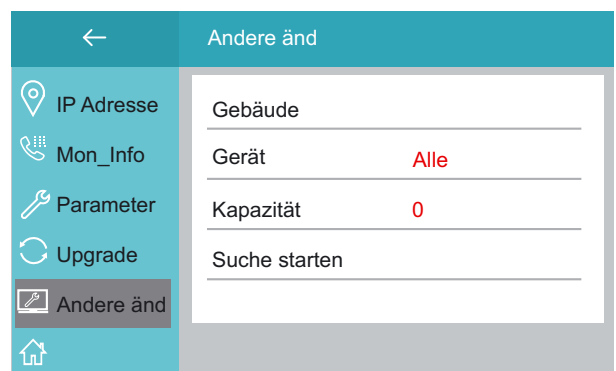 Andere änd
IP Adresse
Mon_Info
Parameter
Upgrade
Andere änd
Gebäude
Gerät Alle
Kapazität 0
Suche starten